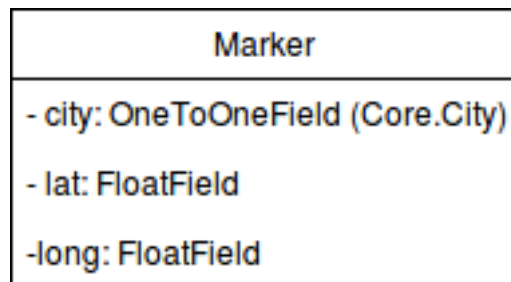 Marker
- city: OneToOneField (Core.City)
- lat: FloatField
-long: FloatField